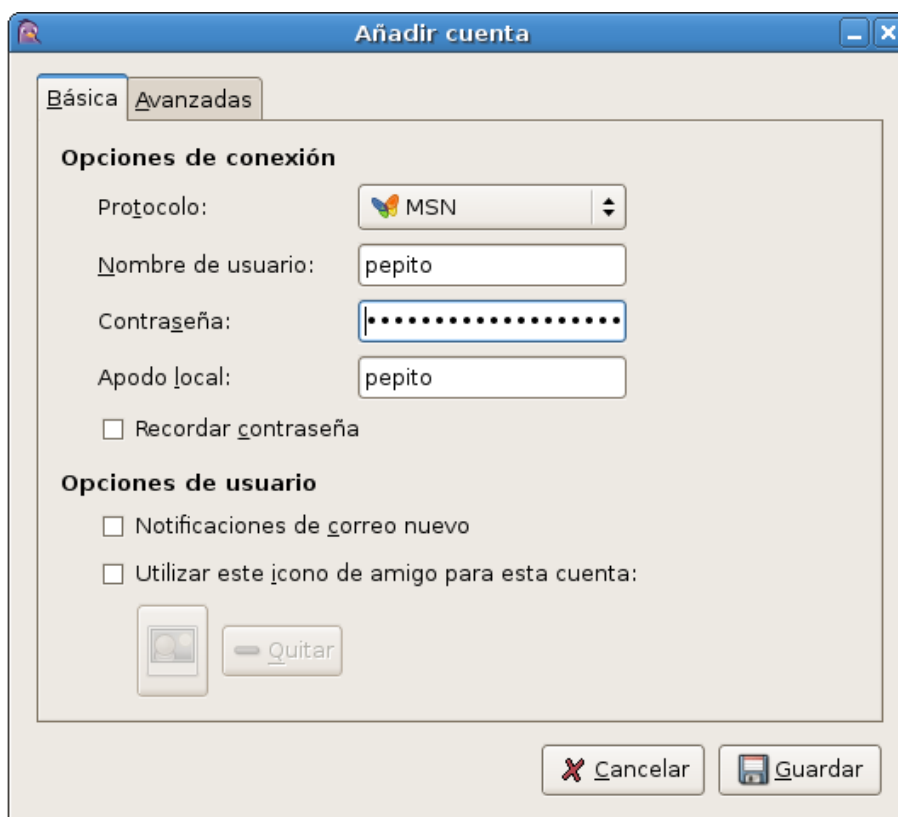 Añadir cuenta
Básica Avanzadas
Opciones de conexión
Protocolo: MSN
Nombre de usuario: pepito
Contraseña: •••••••••••••••••••
Apodo local: pepito
Recordar contraseña
Opciones de usuario
Notificaciones de correo nuevo
Utilizar este icono de amigo para esta cuenta:
Quitar
Cancelar Guardar